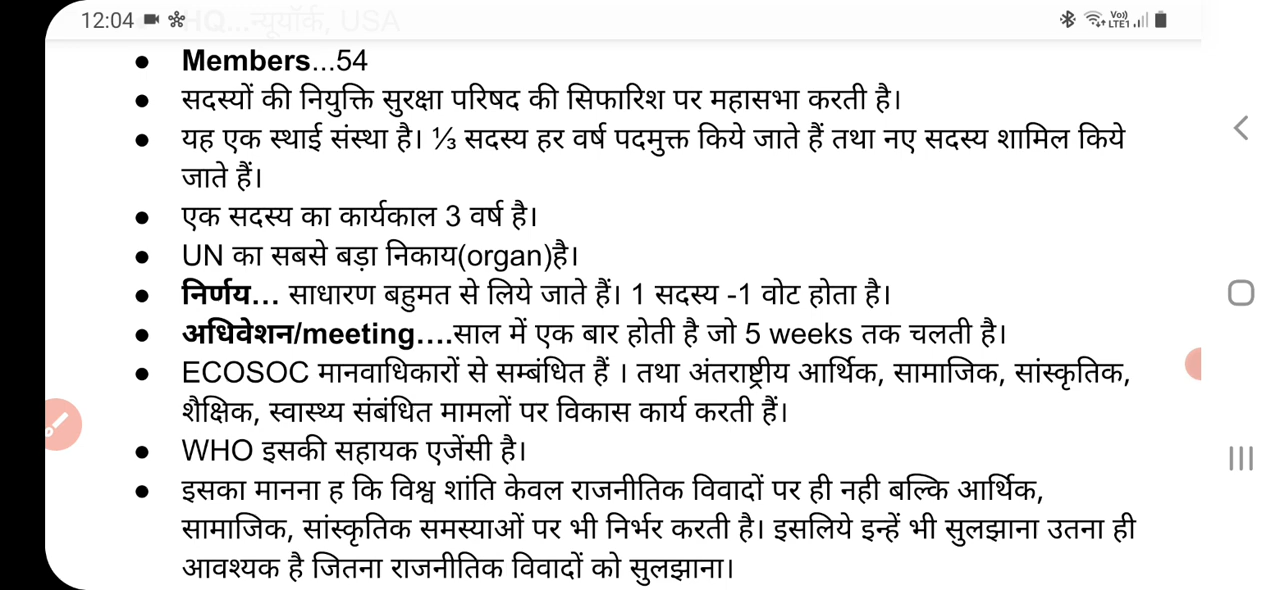 12:04
HQ...न्यूयॉर्क, USA
Vo)) LTE1
● Members...54
● सदस्यों की नियुक्ति सुरक्षा परिषद की सिफारिश पर महासभा करती है।
● यह एक स्थाई संस्था है। ⅓ सदस्य हर वर्ष पदमुक्त किये जाते हैं तथा नए सदस्य शामिल किये
जाते हैं।
● एक सदस्य का कार्यकाल 3 वर्ष है।
● UN का सबसे बड़ा निकाय(organ)है।
● निर्णय... साधारण बहुमत से लिये जाते हैं। 1 सदस्य -1 वोट होता है।
● अधिवेशन/meeting....साल में एक बार होती है जो 5 weeks तक चलती है।
● ECOSOC मानवाधिकारों से सम्बंधित हैं । तथा अंतराष्ट्रीय आर्थिक, सामाजिक, सांस्कृतिक,
शैक्षिक, स्वास्थ्य संबंधित मामलों पर विकास कार्य करती हैं।
● WHO इसकी सहायक एजेंसी है।
● इसका मानना ह कि विश्व शांति केवल राजनीतिक विवादों पर ही नही बल्कि आर्थिक,
सामाजिक, सांस्कृतिक समस्याओं पर भी निर्भर करती है। इसलिये इन्हें भी सुलझाना उतना ही
आवश्यक है जितना राजनीतिक विवादों को सुलझाना।